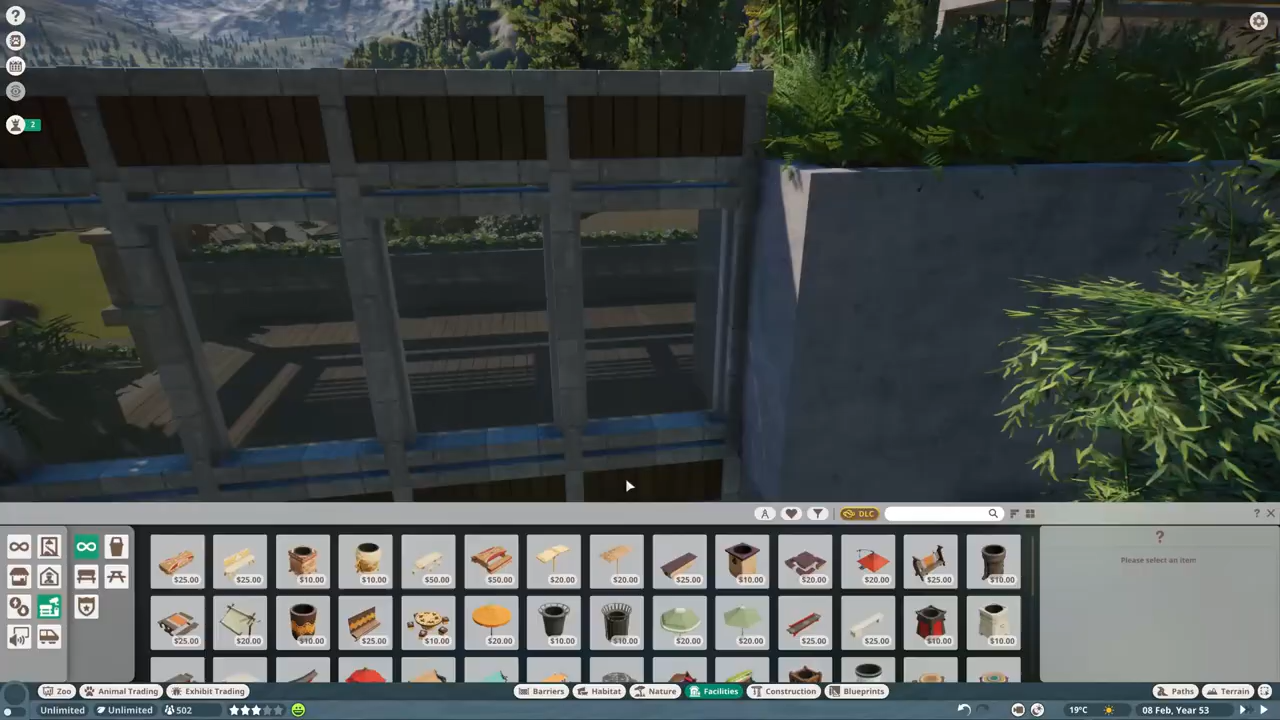 ?
2
A DLC ? ×
$25.00 $25.00 $10.00 $10.00 $50.00 $50.00 $20.00 $20.00 $25.00 $10.00 $20.00 $20.00 $25.00 $10.00
?
Please select an item
$25.00 $20.00 $10.00 $25.00 $10.00 $20.00 $10.00 $10.00 $20.00 $20.00 $25.00 $25.00 $10.00 $10.00
Zoo Animal Trading Exhibit Trading Barriers Habitat Nature Facilities Construction Blueprints Paths Terrain
Unlimited Unlimited 502 19°C 08 Feb, Year 53